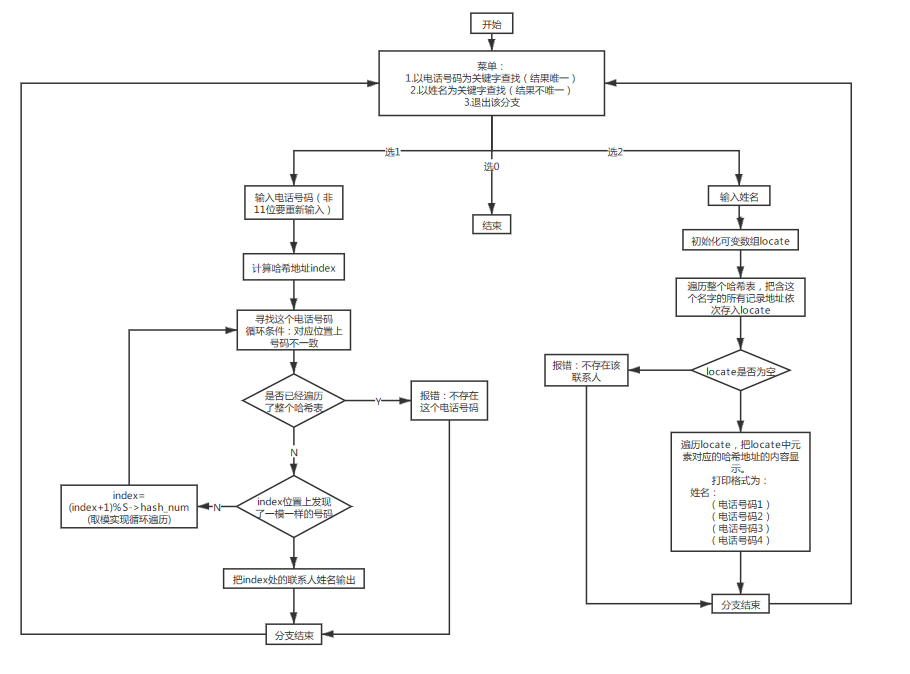 开始
菜单：
1.以电话号码为关键字查找（结果唯一）
2.以姓名为关键字查找（结果不唯一）
3.退出该分支
选1
选0
选2
输入电话号码（非
11位要重新输入）
计算哈希地址index
寻找这个电话号码
循环条件：对应位置上
号码不一致
是否已经遍历
了整个哈希表
Y
报错：不存在
这个电话号码
N
index位置上发现
了一模一样的号码
N
index=
(index+1)%S->hash_num
(取模实现循环遍历)
把index处的联系人姓名输出
分支结束
结束
输入姓名
初始化可变数组locate
遍历整个哈希表，把含这
个名字的所有记录地址依
次存入locate
locate是否为空
报错：不存在该
联系人
遍历locate，把locate中元
素对应的哈希地址的内容显
示。
打印格式为：
姓名：
（电话号码1）
（电话号码2）
（电话号码3）
（电话号码4）
分支结束